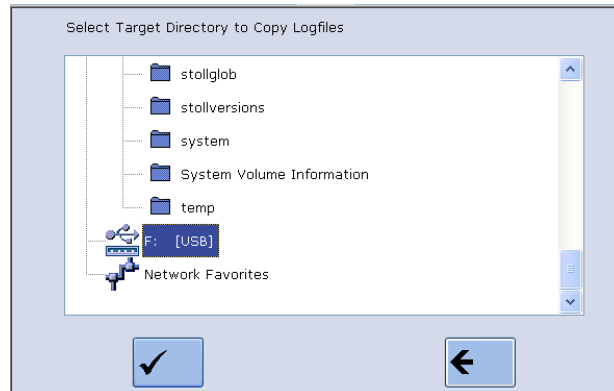 Select Target Directory to Copy Logfiles
stollglob
stollversions
system
System Volume Information
temp
F: [USB]
Network Favorites